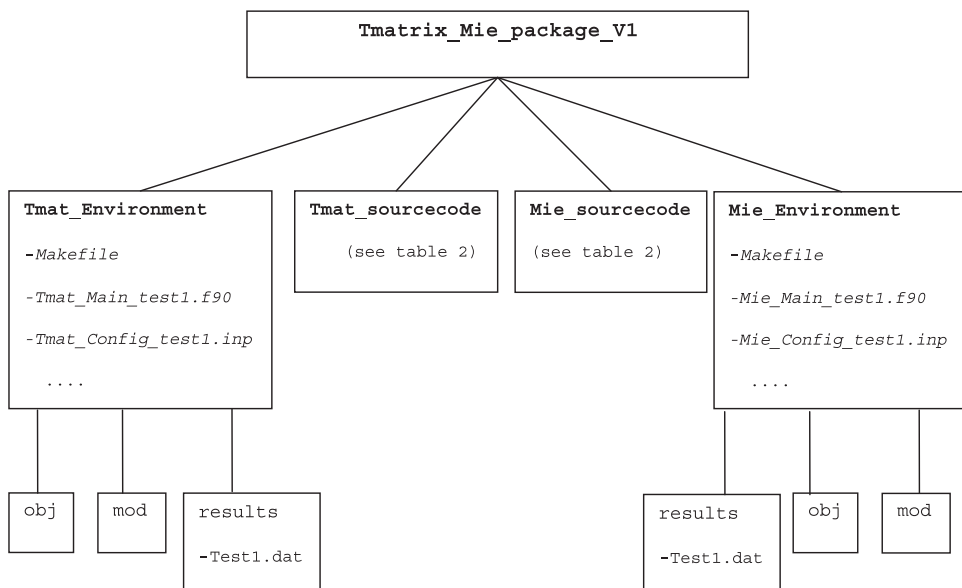 Tmatrix_Mie_package_V1
Tmat_Environment
-Makefile
-Tmat_Main_test1.f90
-Tmat_Config_test1.inp
....
Tmat_sourcecode
(see table 2)
Mie_sourcecode
(see table 2)
Mie_Environment
-Makefile
-Mie_Main_test1.f90
-Mie_Config_test1.inp
....
obj
mod
results
-Test1.dat
results
-Test1.dat
obj
mod